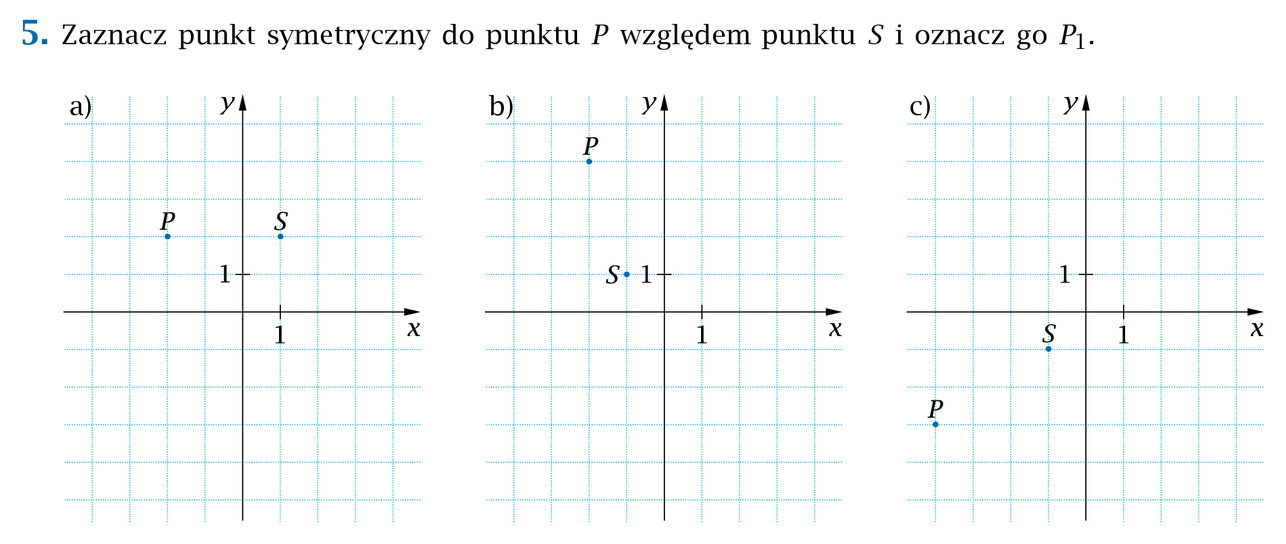 5. Zaznacz punkt symetryczny do punktu P względem punktu S i oznacz go P₁.
a)
y
P
S
1
1
x
b)
y
P
S
1
1
x
c)
y
1
S
1
x
P